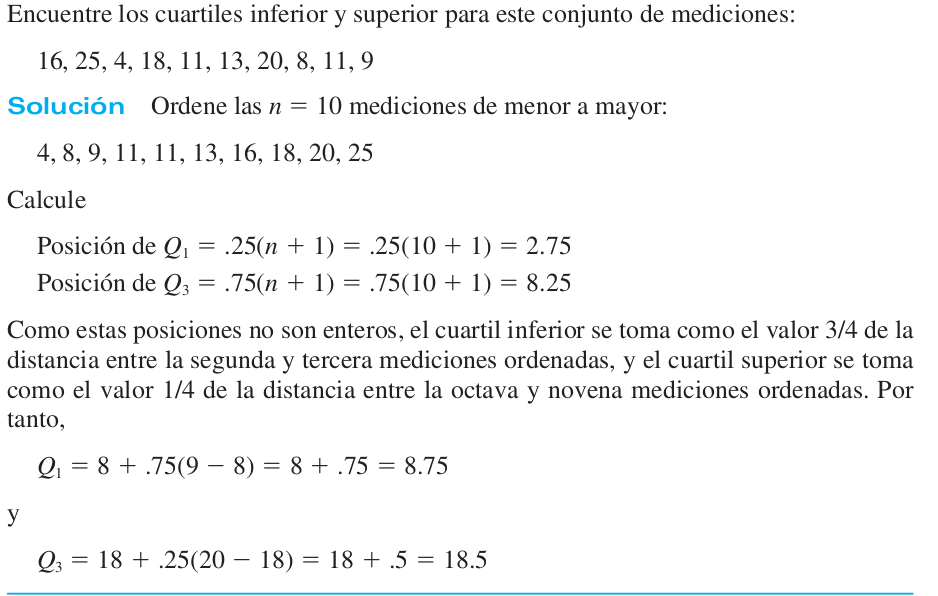 Encuentre los cuartiles inferior y superior para este conjunto de mediciones:
16, 25, 4, 18, 11, 13, 20, 8, 11, 9
Solución Ordene las n = 10 mediciones de menor a mayor:
4, 8, 9, 11, 11, 13, 16, 18, 20, 25
Calcule
Posición de Q₁ = .25(n + 1) = .25(10 + 1) = 2.75
Posición de Q₃ = .75(n + 1) = .75(10 + 1) = 8.25
Como estas posiciones no son enteros, el cuartil inferior se toma como el valor 3/4 de la
distancia entre la segunda y tercera mediciones ordenadas, y el cuartil superior se toma
como el valor 1/4 de la distancia entre la octava y novena mediciones ordenadas. Por
tanto,
Q₁ = 8 + .75(9 − 8) = 8 + .75 = 8.75
y
Q₃ = 18 + .25(20 − 18) = 18 + .5 = 18.5